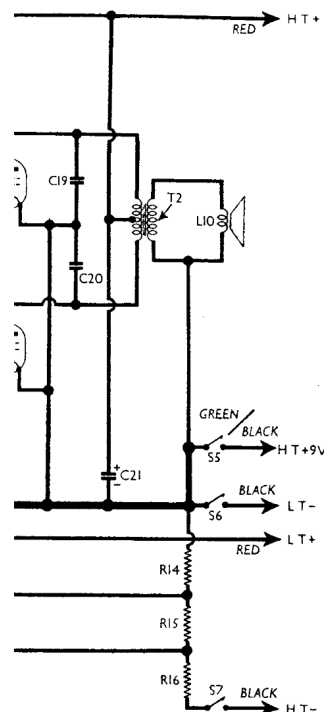 HT+
RED
C19
T2
L10
C20
GREEN
BLACK
S5
HT+9V
C21
+
−
BLACK
S6
LT−
LT+
RED
R14
R15
R16
S7
BLACK
HT−